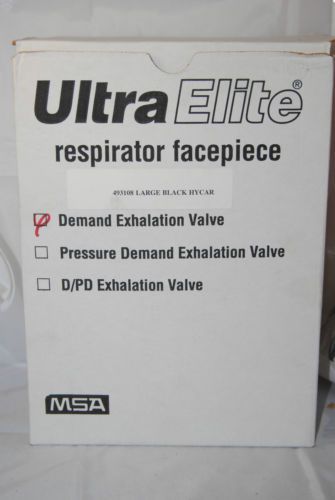 Ultra Elite®
respirator facepiece
493108 LARGE BLACK HYCAR
Demand Exhalation Valve
Pressure Demand Exhalation Valve
D/PD Exhalation Valve
MSA